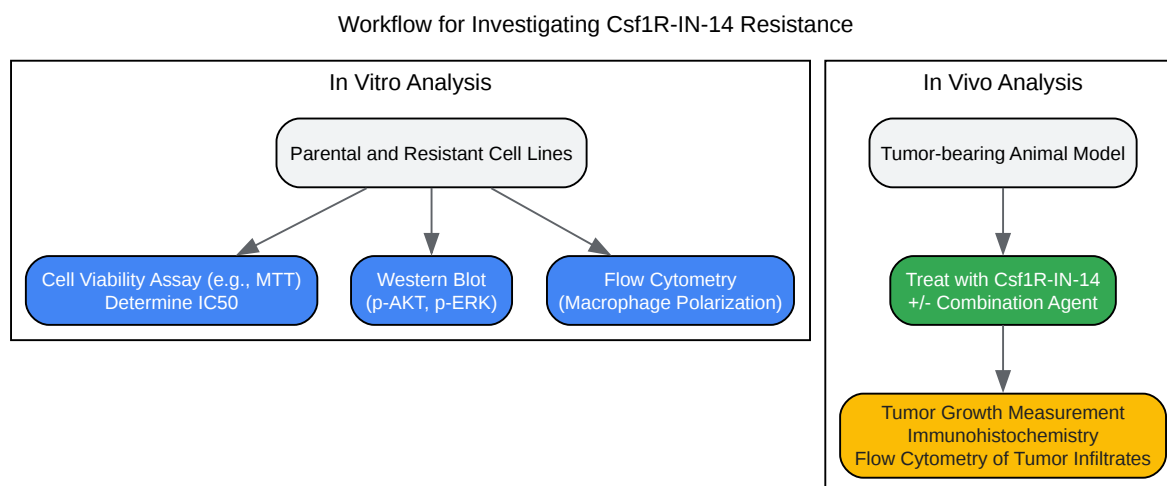 Workflow for Investigating Csf1R-IN-14 Resistance
In Vitro Analysis
Parental and Resistant Cell Lines
Cell Viability Assay (e.g., MTT)
Determine IC50
Western Blot
(p-AKT, p-ERK)
Flow Cytometry
(Macrophage Polarization)
In Vivo Analysis
Tumor-bearing Animal Model
Treat with Csf1R-IN-14
+/- Combination Agent
Tumor Growth Measurement
Immunohistochemistry
Flow Cytometry of Tumor Infiltrates